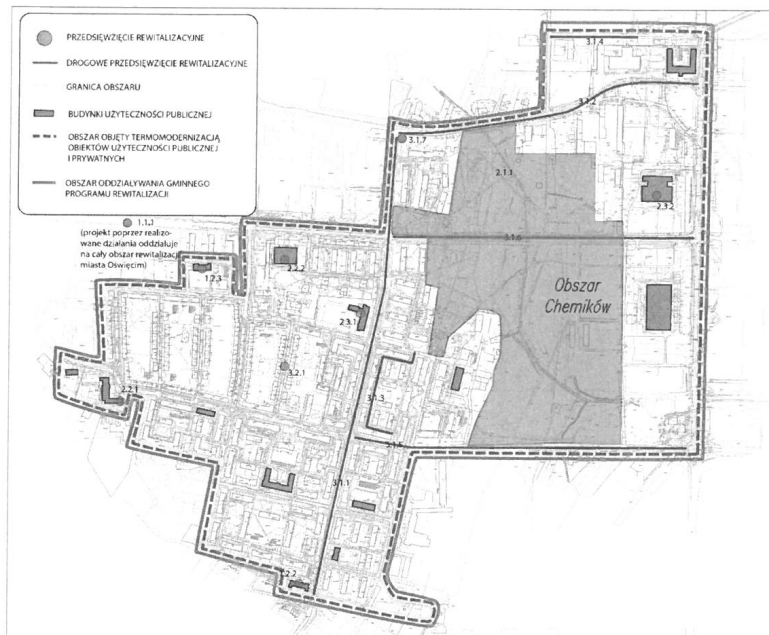 PRZEDSIĘWZIĘCIE REWITALIZACYJNE
DROGOWE PRZEDSIĘWZIĘCIE REWITALIZACYJNE
GRANICA OBSZARU
BUDYNKI UŻYTECZNOŚCI PUBLICZNEJ
OBSZAR OBJĘTY TERMOMODERNIZACJĄ
OBIEKTÓW UŻYTECZNOŚCI PUBLICZNEJ
I PRYWATNYCH
OBSZAR ODDZIAŁYWANIA GMINNEGO
PROGRAMU REWITALIZACJI
3.1.4
3.1.2
3.1.7
2.1.1
2.3.2
1.1.1
(projekt poprzez realizo-
wane działania oddziałuje
na cały obszar rewitalizacji
miasta Oświęcim)
3.1.6
1.2.3
2.2.2
Obszar
Chemików
2.3.1
3.2.1
2.2.1
3.1.3
3.1.5
3.1.1